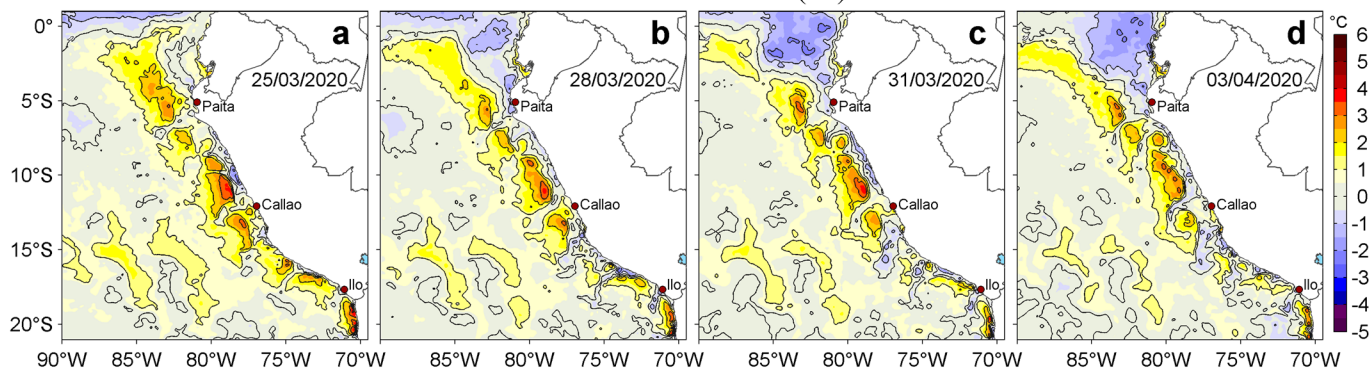 a
b
c
d
25/03/2020
28/03/2020
31/03/2020
03/04/2020
Paita
Paita
Paita
Paita
Callao
Callao
Callao
Callao
Ilo
Ilo
Ilo
Ilo
0°
5°S
10°S
15°S
20°S
90°W 85°W 80°W 75°W 70°W
85°W 80°W 75°W 70°W
85°W 80°W 75°W 70°W
85°W 80°W 75°W 70°W
°C
6
5
4
3
2
1
0
-1
-2
-3
-4
-5